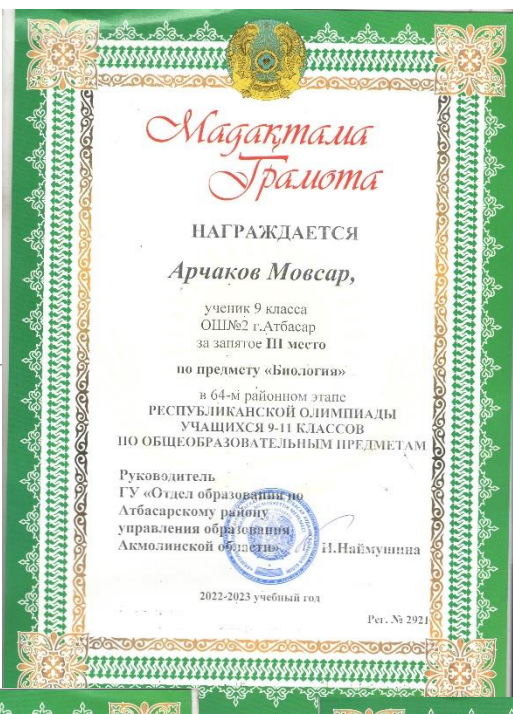 Мадақтама
Грамота
НАГРАЖДАЕТСЯ
Арчаков Мовсар,
ученик 9 класса
ОШ№2 г.Атбасар
за запятое III место
по предмету «Биология»
в 64-м районном этапе
РЕСПУБЛИКАНСКОЙ ОЛИМПИАДЫ
УЧАЩИХСЯ 9-11 КЛАССОВ
ПО ОБЩЕОБРАЗОВАТЕЛЬНЫМ ПРЕДМЕТАМ
Руководитель
ГУ «Отдел образования по
Атбасарскому району
управления образования
Акмолинской области» И.Наймушина
2022-2023 учебный год
Рег. № 2921